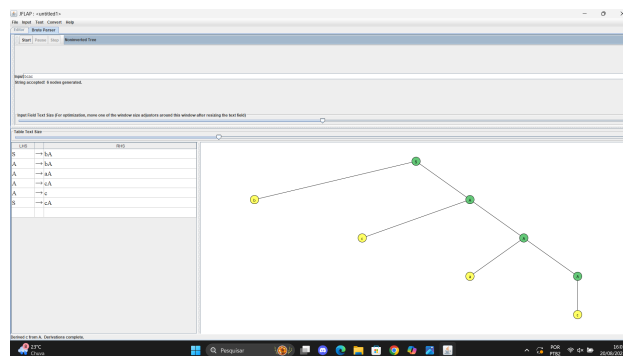 JFLAP : <untitled1>
File Input Test Convert Help
Editor Brute Parser
Start Pause Step Noninverted Tree
Input
String accepted! 6 nodes generated.
Input Field Text Size (For optimization, move one of the window size adjustors around this window after resizing the text field)
Table Text Size
LHS RHS
S → bA
A → bA
A → aA
A → cA
A → c
S → cA
S
b A
A
a A
c
Derived c from A. Derivations complete.
23°C
Chuva
Pesquisar
POR
PTB2
20/08/202